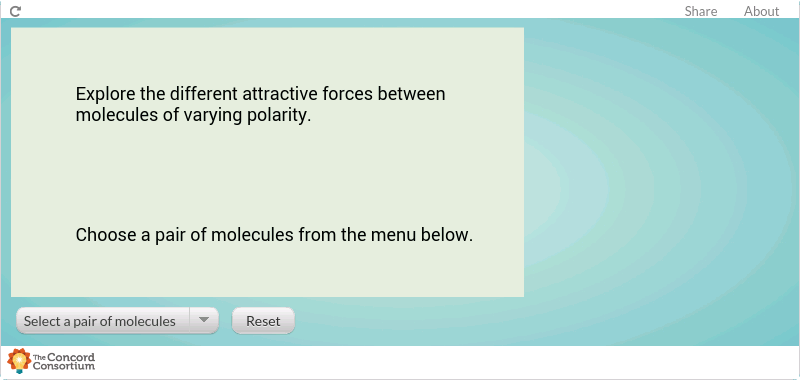 Share About
Explore the different attractive forces between
molecules of varying polarity.
Choose a pair of molecules from the menu below.
Select a pair of molecules Reset
The Concord
Consortium